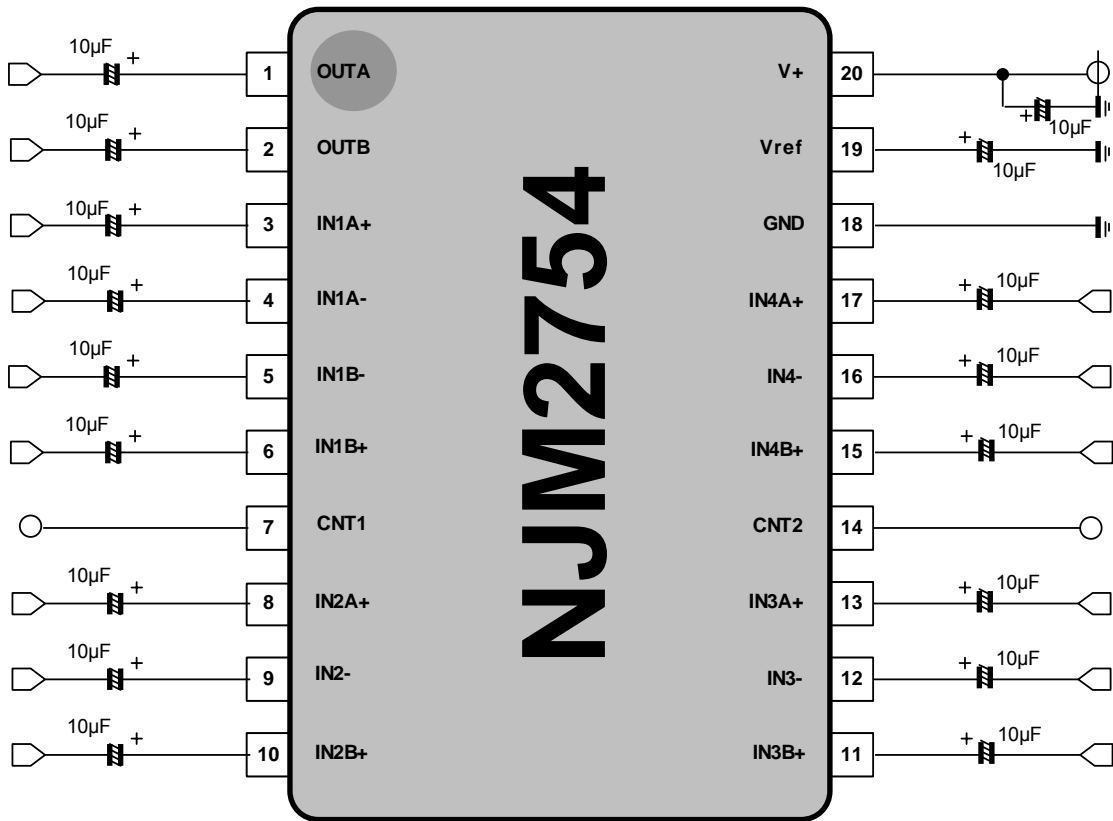 10µF + 1 OUTA V+ 20
+ 10µF
10µF + 2 OUTB Vref 19 + 10µF
10µF + 3 IN1A+ GND 18
10µF + 4 IN1A- IN4A+ 17 + 10µF
10µF + 5 IN1B- IN4- 16 + 10µF
10µF + 6 IN1B+ IN4B+ 15 + 10µF
7 CNT1 CNT2 14
10µF + 8 IN2A+ IN3A+ 13 + 10µF
10µF + 9 IN2- IN3- 12 + 10µF
10µF + 10 IN2B+ IN3B+ 11 + 10µF
NJM2754